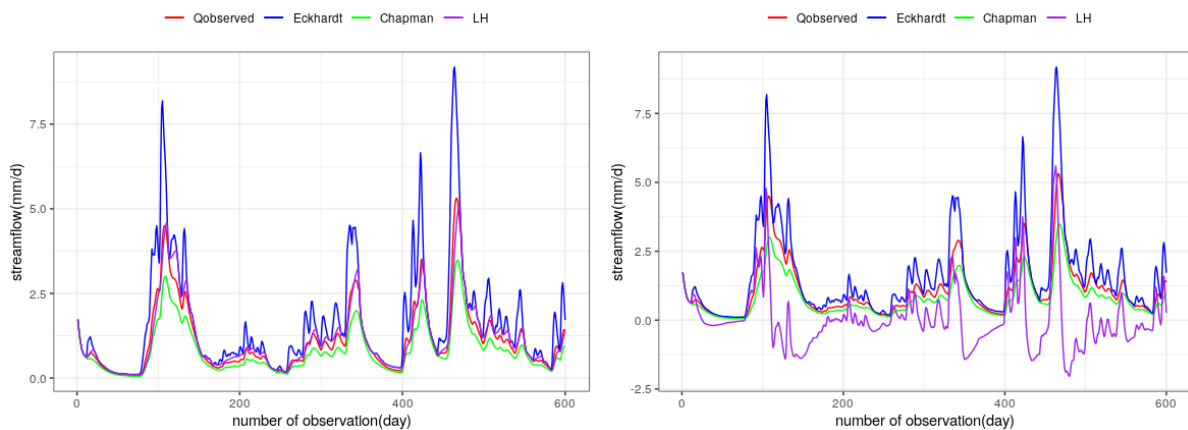 Qobserved Eckhardt Chapman LH
7.5
5.0
2.5
0.0
streamflow(mm/d)
0 200 400 600
number of observation(day)
Qobserved Eckhardt Chapman LH
7.5
5.0
2.5
0.0
-2.5
streamflow(mm/d)
0 200 400 600
number of observation(day)